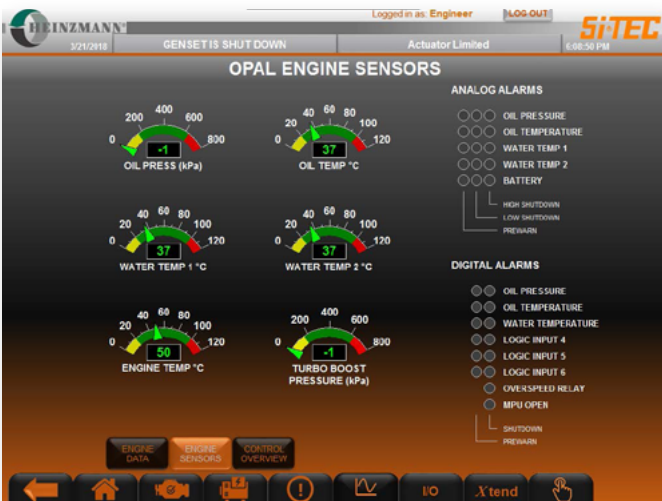 HEINZMANN®
Logged in as: Engineer
LOG OUT
SiTEC
3/21/2018
GENSET IS SHUT DOWN
Actuator Limited
6:08:50 PM
OPAL ENGINE SENSORS
ANALOG ALARMS
0 200 400 600 800
-1
OIL PRESS (kPa)
0 20 40 60 80 100 120
37
OIL TEMP °C
OIL PRESSURE
OIL TEMPERATURE
WATER TEMP 1
WATER TEMP 2
BATTERY
HIGH SHUTDOWN
LOW SHUTDOWN
PREWARN
0 20 40 60 80 100 120
37
WATER TEMP 1 °C
0 20 40 60 80 100 120
37
WATER TEMP 2 °C
DIGITAL ALARMS
OIL PRESSURE
OIL TEMPERATURE
WATER TEMPERATURE
LOGIC INPUT 4
LOGIC INPUT 5
LOGIC INPUT 6
OVERSPEED RELAY
MPU OPEN
SHUTDOWN
PREWARN
0 20 40 60 80 100 120
50
ENGINE TEMP °C
0 200 400 600 800
-1
TURBO BOOST
PRESSURE (kPa)
ENGINE
DATA
ENGINE
SENSORS
CONTROL
OVERVIEW
I/O
Xtend